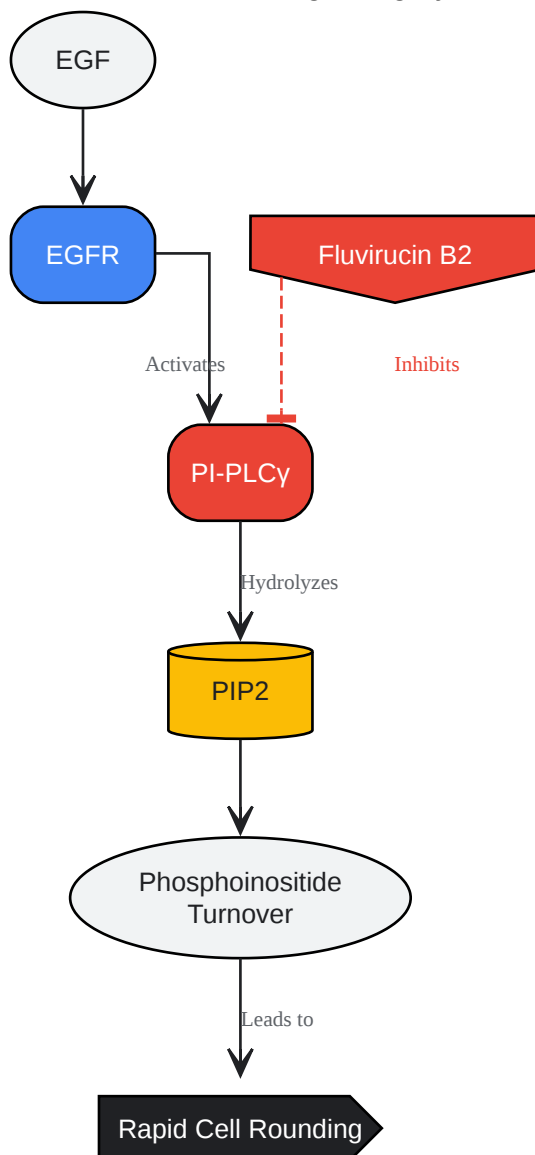 EGF
EGFR
Fluvirucin B2
Activates
Inhibits
PI-PLCγ
Hydrolyzes
PIP2
Phosphoinositide
Turnover
Leads to
Rapid Cell Rounding